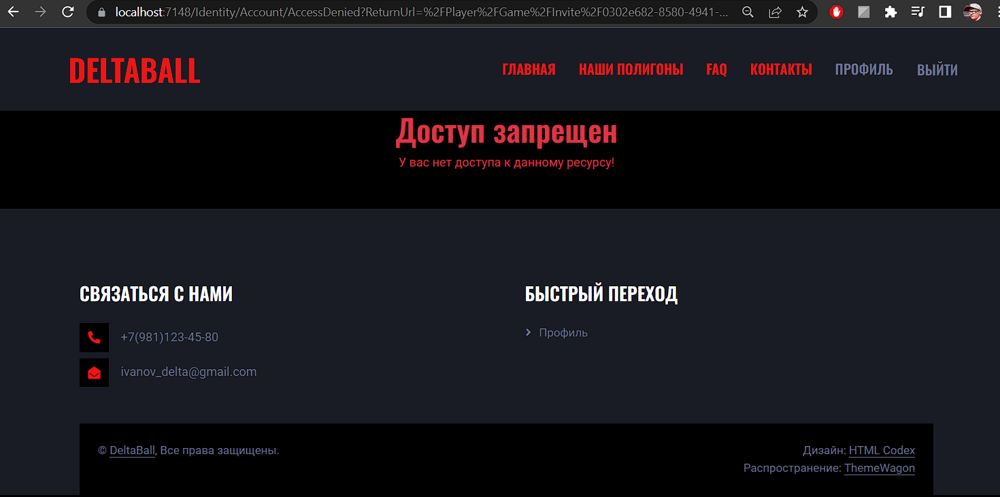 localhost:7148/Identity/Account/AccessDenied?ReturnUrl=%2FPlayer%2FGame%2FInvite%2F0302e682-8580-4941-...
DELTABALL
ГЛАВНАЯ НАШИ ПОЛИГОНЫ FAQ КОНТАКТЫ ПРОФИЛЬ ВЫЙТИ
Доступ запрещен
У вас нет доступа к данному ресурсу!
СВЯЗАТЬСЯ С НАМИ
+7(981)123-45-80
ivanov_delta@gmail.com
БЫСТРЫЙ ПЕРЕХОД
Профиль
© DeltaBall, Все права защищены.
Дизайн: HTML Codex
Распространение: ThemeWagon